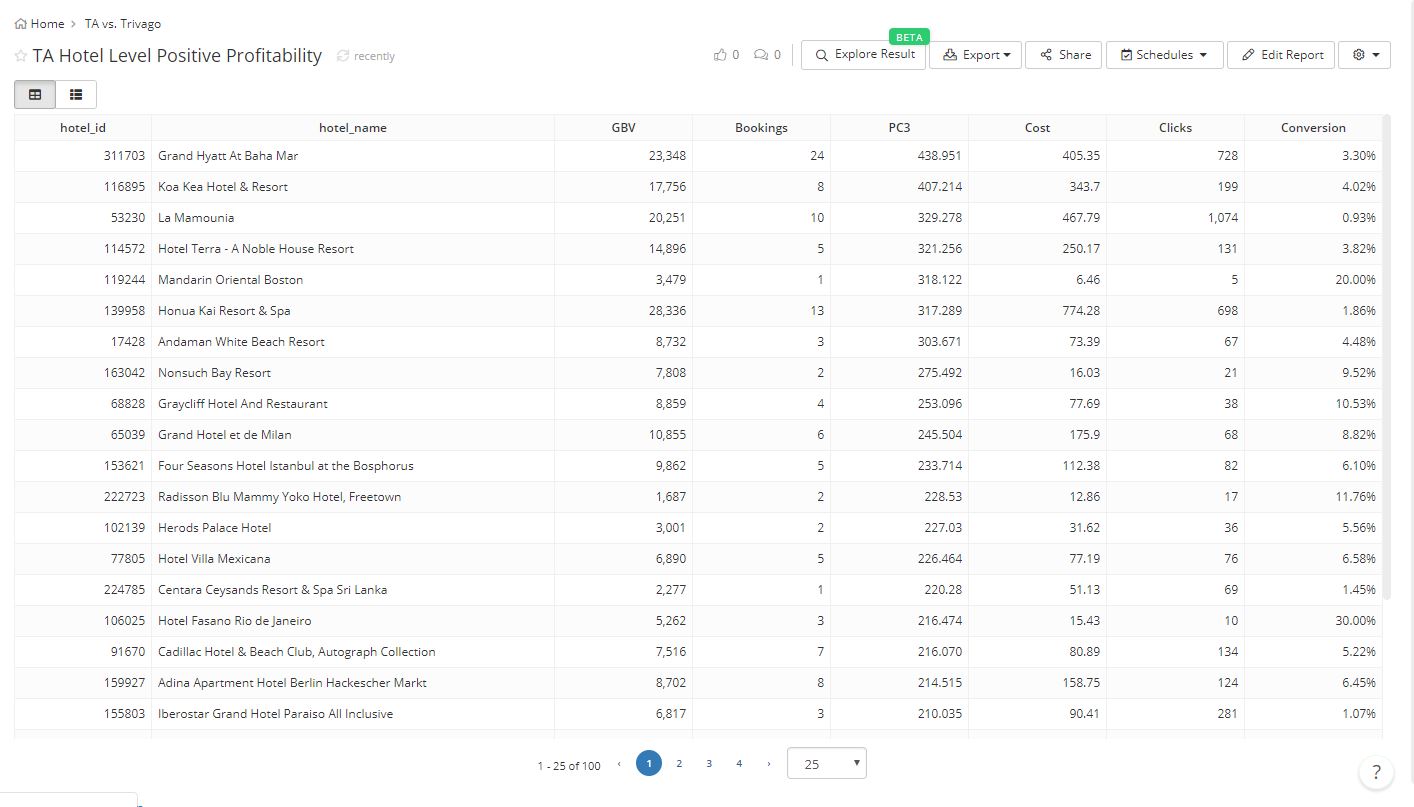 Home > TA vs. Trivago
TA Hotel Level Positive Profitability recently
0 0 Explore Result BETA Export Share Schedules Edit Report
hotel_id hotel_name GBV Bookings PC3 Cost Clicks Conversion
311703 Grand Hyatt At Baha Mar 23,348 24 438.951 405.35 728 3.30%
116895 Koa Kea Hotel & Resort 17,756 8 407.214 343.7 199 4.02%
53230 La Mamounia 20,251 10 329.278 467.79 1,074 0.93%
114572 Hotel Terra - A Noble House Resort 14,896 5 321.256 250.17 131 3.82%
119244 Mandarin Oriental Boston 3,479 1 318.122 6.46 5 20.00%
139958 Honua Kai Resort & Spa 28,336 13 317.289 774.28 698 1.86%
17428 Andaman White Beach Resort 8,732 3 303.671 73.39 67 4.48%
163042 Nonsuch Bay Resort 7,808 2 275.492 16.03 21 9.52%
68828 Graycliff Hotel And Restaurant 8,859 4 253.096 77.69 38 10.53%
65039 Grand Hotel et de Milan 10,855 6 245.504 175.9 68 8.82%
153621 Four Seasons Hotel Istanbul at the Bosphorus 9,862 5 233.714 112.38 82 6.10%
222723 Radisson Blu Mammy Yoko Hotel, Freetown 1,687 2 228.53 12.86 17 11.76%
102139 Herods Palace Hotel 3,001 2 227.03 31.62 36 5.56%
77805 Hotel Villa Mexicana 6,890 5 226.464 77.19 76 6.58%
224785 Centara Ceysands Resort & Spa Sri Lanka 2,277 1 220.28 51.13 69 1.45%
106025 Hotel Fasano Rio de Janeiro 5,262 3 216.474 15.43 10 30.00%
91670 Cadillac Hotel & Beach Club, Autograph Collection 7,516 7 216.070 80.89 134 5.22%
159927 Adina Apartment Hotel Berlin Hackescher Markt 8,702 8 214.515 158.75 124 6.45%
155803 Iberostar Grand Hotel Paraiso All Inclusive 6,817 3 210.035 90.41 281 1.07%
1 - 25 of 100 ‹ 1 2 3 4 › 25
?